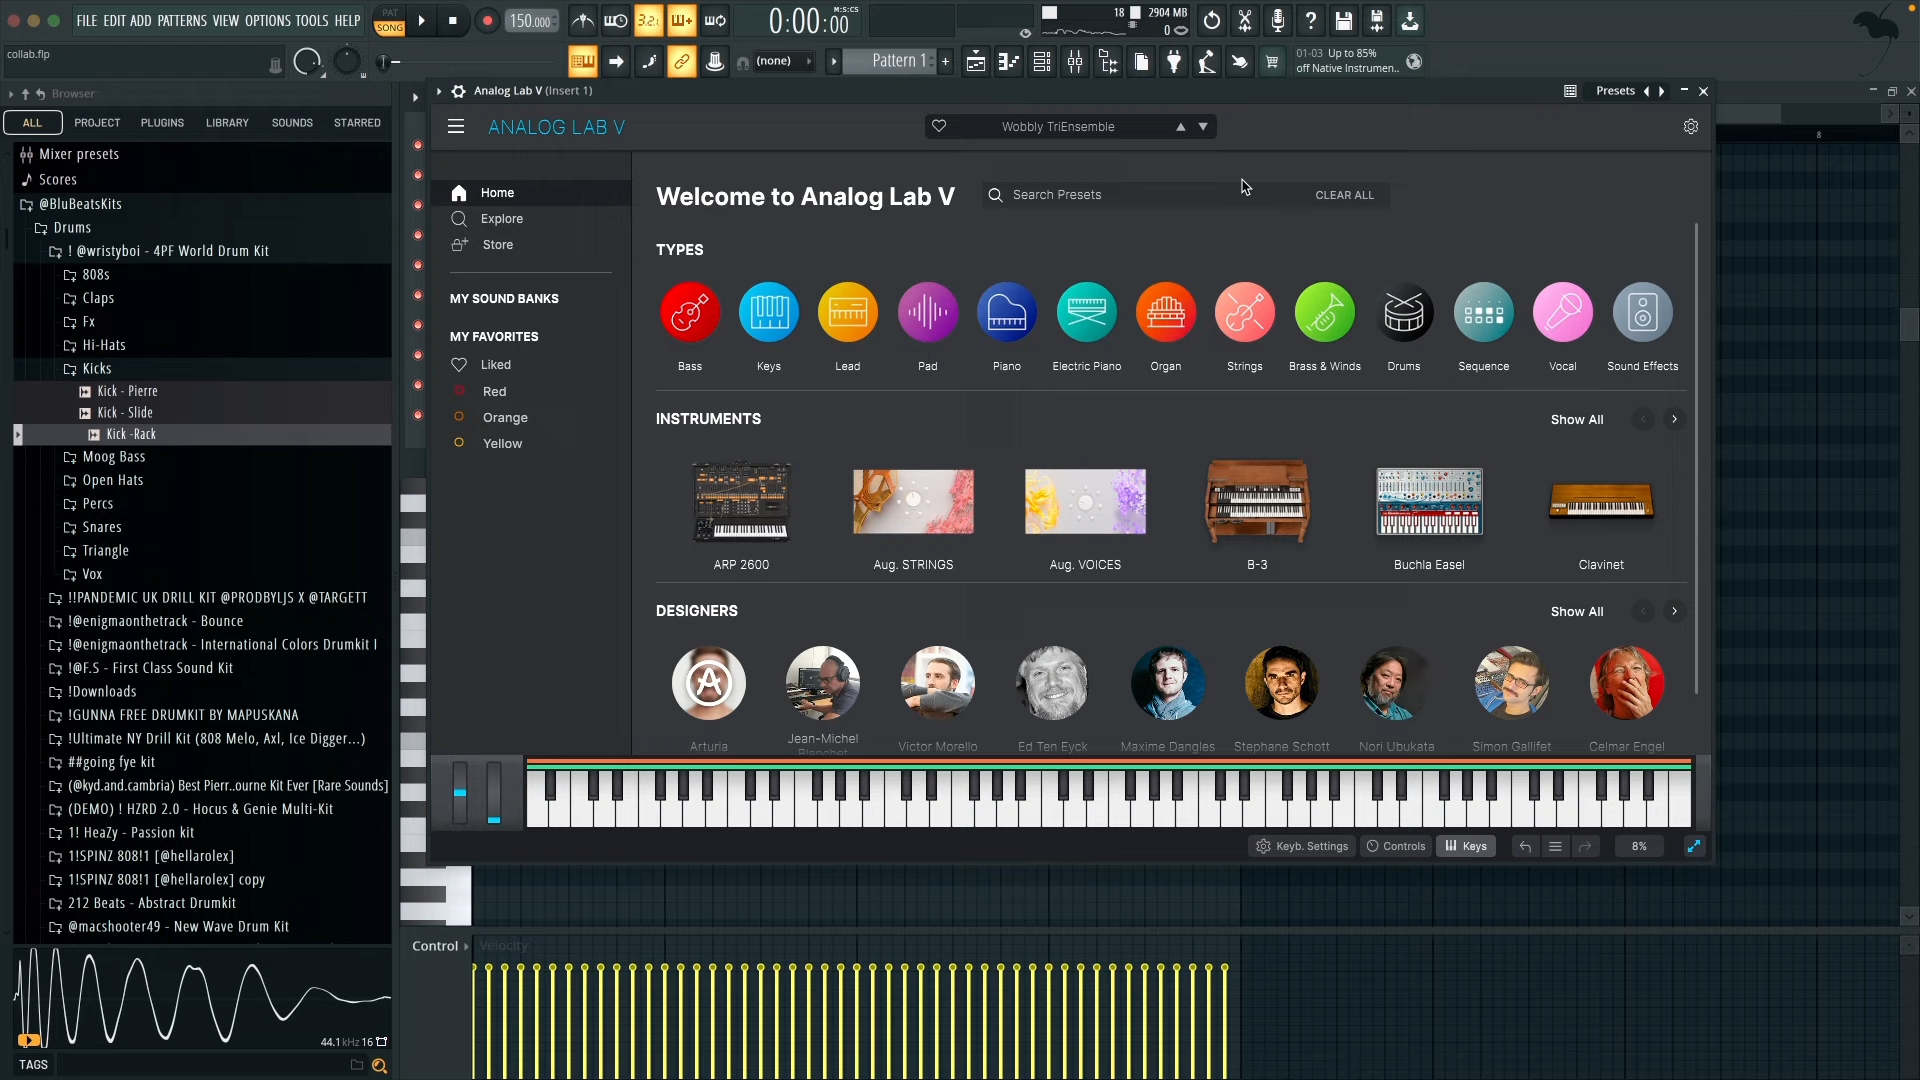 FILE EDIT ADD PATTERNS VIEW OPTIONS TOOLS HELP
PAT
SONG
150.000
3.2.
0:00:00
M:S:CS
18
2904 MB
0
collab.flp
(none)
Pattern 1
01-03 Up to 85%
off Native Instrumen..
Browser
ALL
PROJECT
PLUGINS
LIBRARY
SOUNDS
STARRED
Mixer presets
Scores
@BluBeatsKits
Drums
! @wristyboi - 4PF World Drum Kit
808s
Claps
Fx
Hi-Hats
Kicks
Kick - Pierre
Kick - Slide
Kick -Rack
Moog Bass
Open Hats
Percs
Snares
Triangle
Vox
!!PANDEMIC UK DRILL KIT @PRODBYLJS X @TARGETT
!@enigmaonthetrack - Bounce
!@enigmaonthetrack - International Colors Drumkit I
!@F.S - First Class Sound Kit
!Downloads
!GUNNA FREE DRUMKIT BY MAPUSKANA
!Ultimate NY Drill Kit (808 Melo, Axl, Ice Digger...)
##going fye kit
(@kyd.and.cambria) Best Pierr..ourne Kit Ever [Rare Sounds]
(DEMO) ! HZRD 2.0 - Hocus & Genie Multi-Kit
1! HeaZy - Passion kit
1!SPINZ 808!1 [@hellarolex]
1!SPINZ 808!1 [@hellarolex] copy
212 Beats - Abstract Drumkit
@macshooter49 - New Wave Drum Kit
44.1kHz 16
TAGS
Analog Lab V (Insert 1)
Presets
ANALOG LAB V
Wobbly TriEnsemble
Home
Explore
Store
MY SOUND BANKS
MY FAVORITES
Liked
Red
Orange
Yellow
Welcome to Analog Lab V
Search Presets
CLEAR ALL
TYPES
Bass
Keys
Lead
Pad
Piano
Electric Piano
Organ
Strings
Brass & Winds
Drums
Sequence
Vocal
Sound Effects
INSTRUMENTS
Show All
ARP 2600
Aug. STRINGS
Aug. VOICES
B-3
Buchla Easel
Clavinet
DESIGNERS
Show All
Arturia
Jean-Michel
Blanchet
Victor Morello
Ed Ten Eyck
Maxime Dangles
Stephane Schott
Nori Ubukata
Simon Gallifet
Celmar Engel
Keyb. Settings
Controls
Keys
8%
8
Control
Velocity